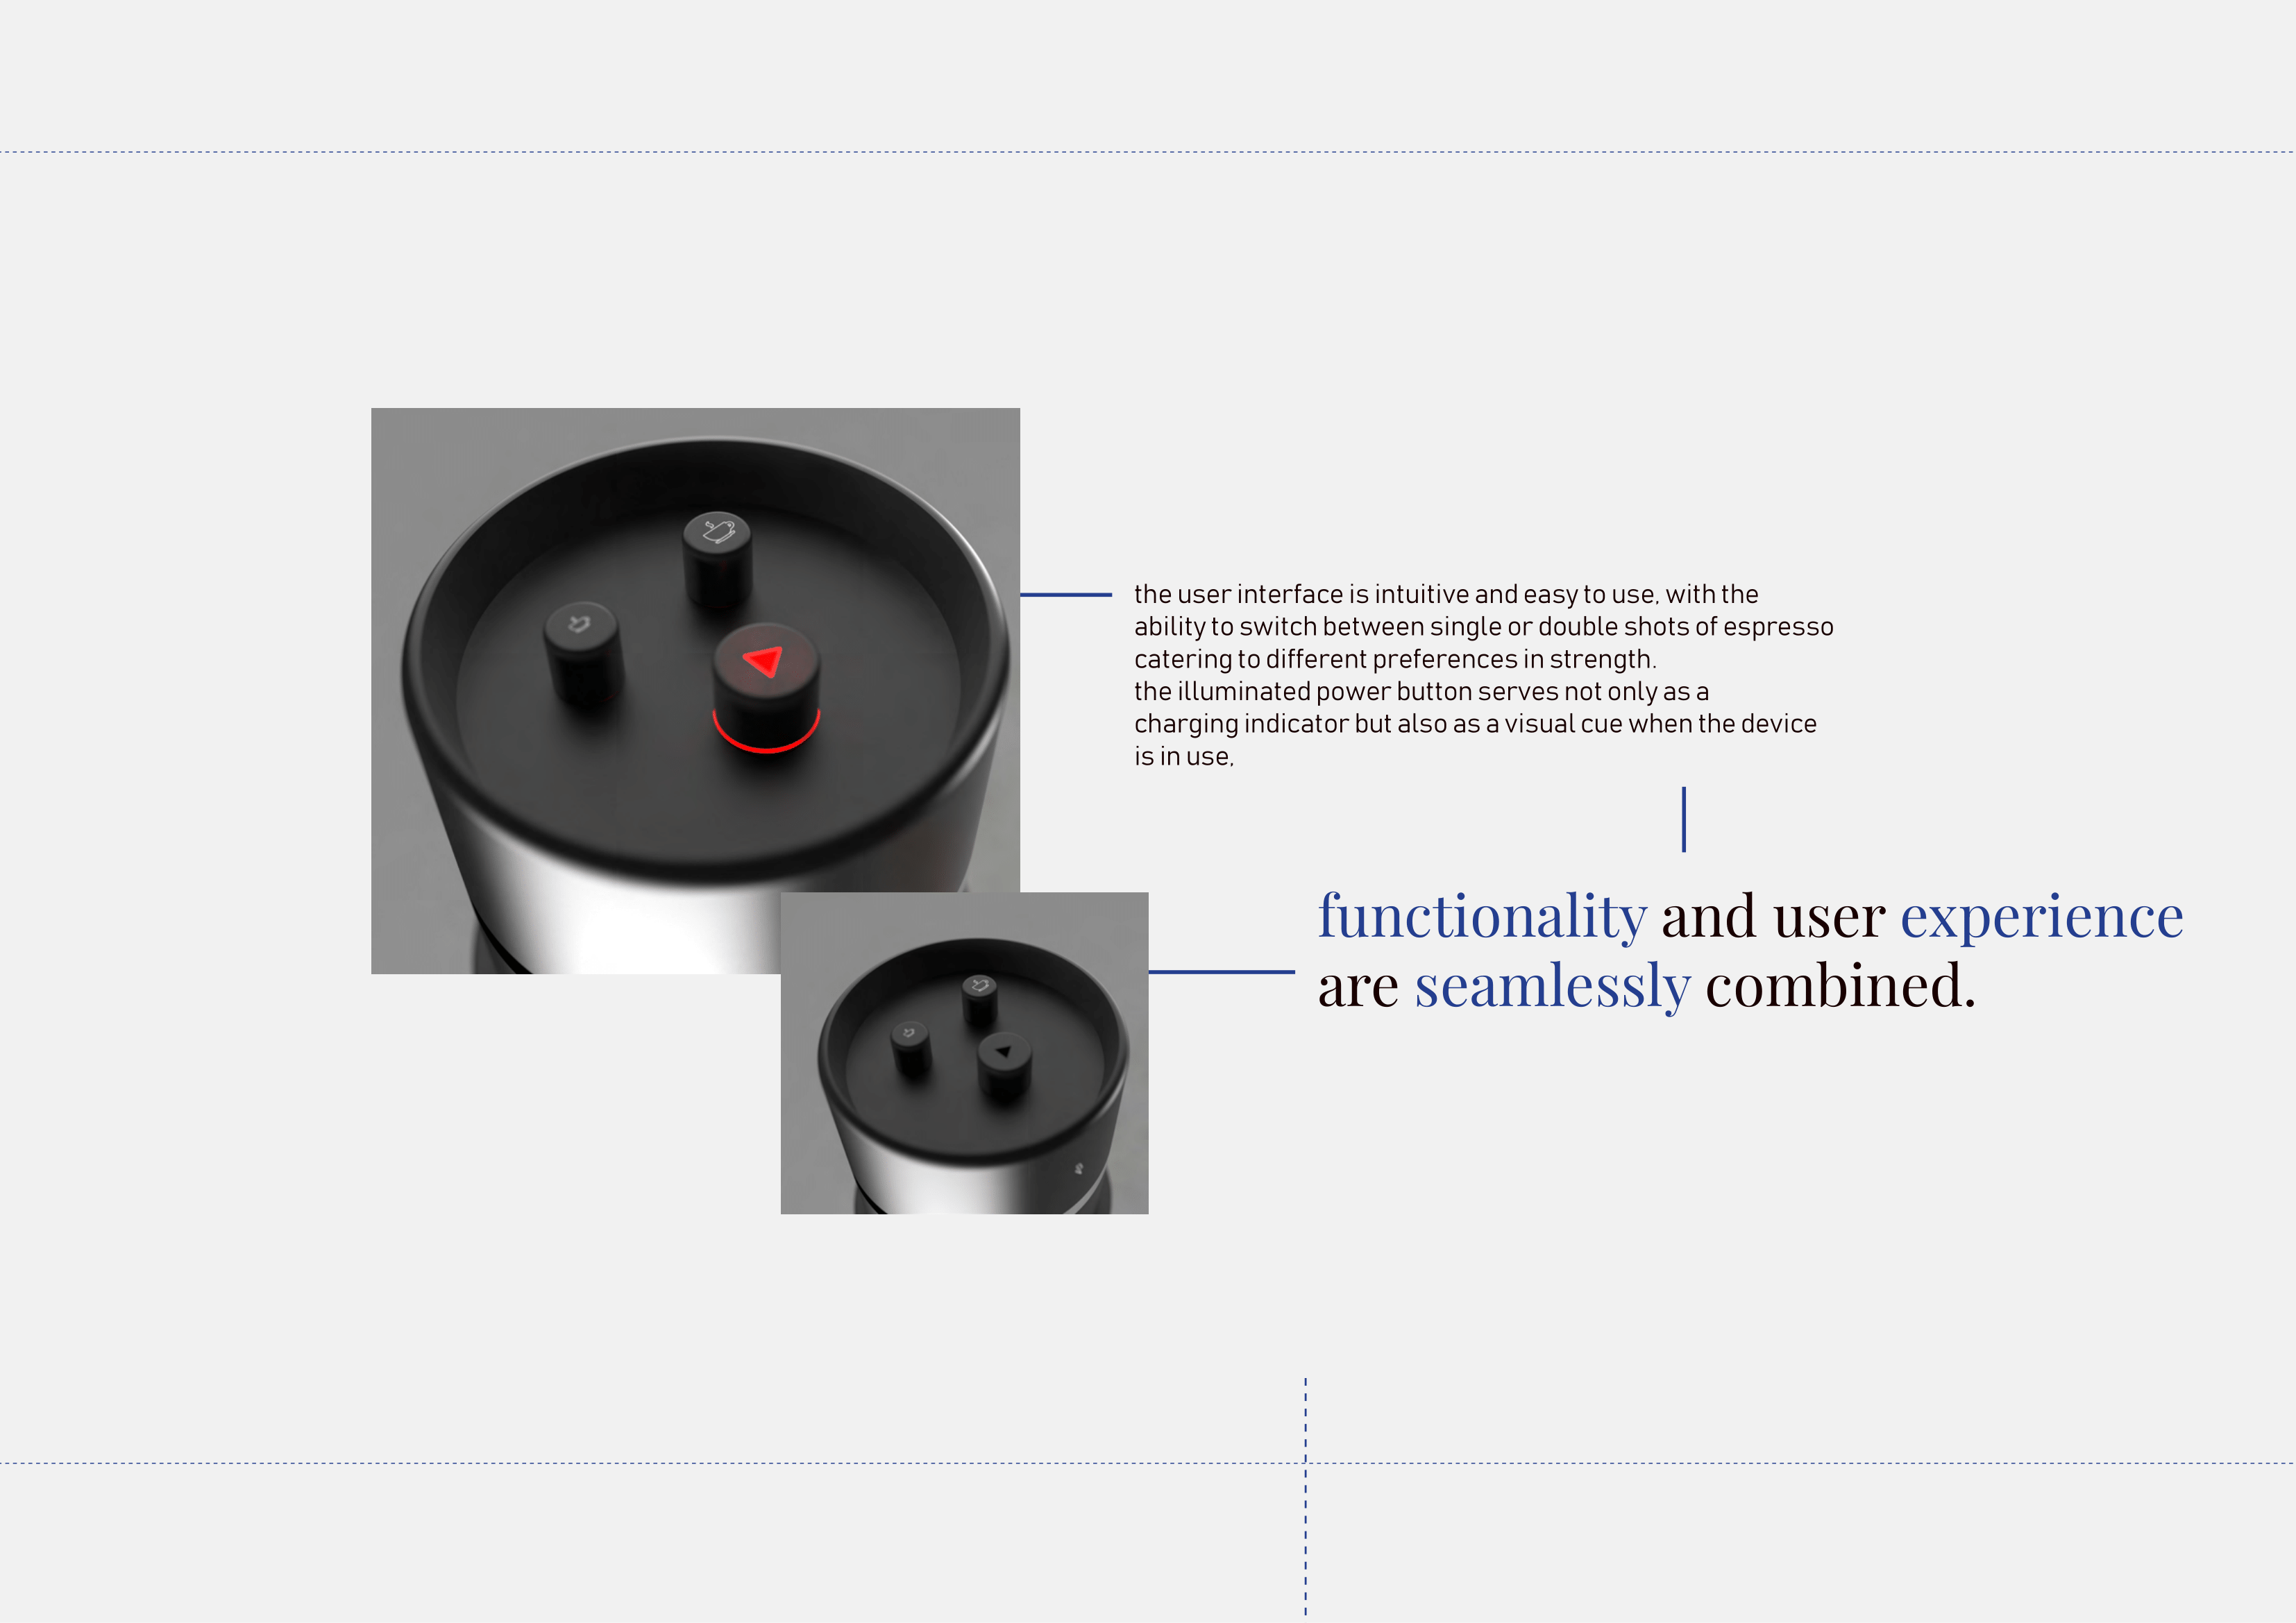 the user interface is intuitive and easy to use, with the
ability to switch between single or double shots of espresso
catering to different preferences in strength.
the illuminated power button serves not only as a
charging indicator but also as a visual cue when the device
is in use,
functionality and user experience
are seamlessly combined.